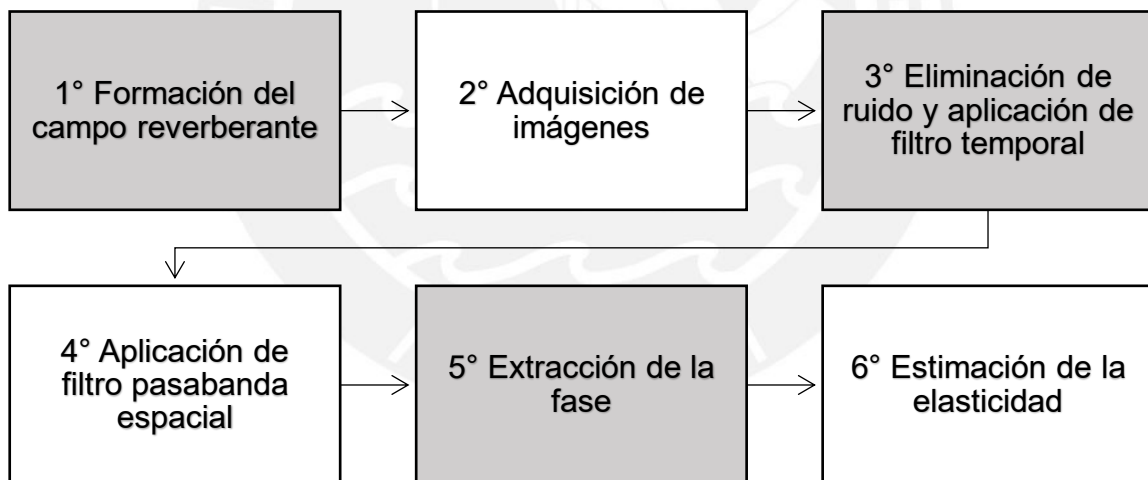 1° Formación del
campo reverberante
2° Adquisición de
imágenes
3° Eliminación de
ruido y aplicación de
filtro temporal
4° Aplicación de
filtro pasabanda
espacial
5° Extracción de la
fase
6° Estimación de la
elasticidad